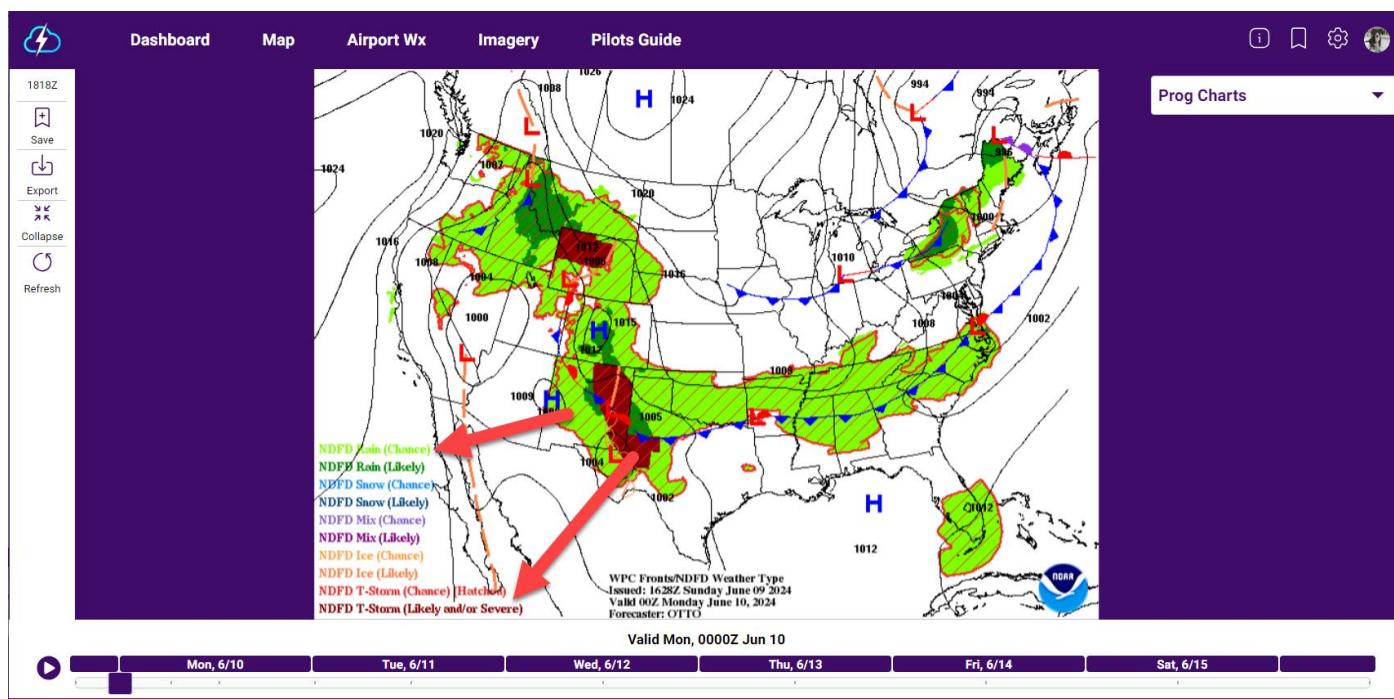 Dashboard Map Airport Wx Imagery Pilots Guide
1818Z
Save
Export
Collapse
Refresh
Prog Charts
1026
1008
H
1024
994
994
L
L
L
1020
986
1007
1024
L
1020
1000
1016
1012
1010
1008
1008
1004
L
1016
L
1004
1000
1015
1008
1002
H
L
1012
L
1009
1009
H
1005
L
1004
L
1002
H
1012
1012
NDFD Rain (Chance)
NDFD Rain (Likely)
NDFD Snow (Chance)
NDFD Snow (Likely)
NDFD Mix (Chance)
NDFD Mix (Likely)
NDFD Ice (Chance)
NDFD Ice (Likely)
NDFD T-Storm (Chance) (Hatched)
NDFD T-Storm (Likely and/or Severe)
WPC Fronts/NDFD Weather Type
Issued: 1628Z Sunday June 09 2024
Valid 00Z Monday June 10, 2024
Forecaster: OTTO
NOAA
Valid Mon, 0000Z Jun 10
Mon, 6/10 Tue, 6/11 Wed, 6/12 Thu, 6/13 Fri, 6/14 Sat, 6/15